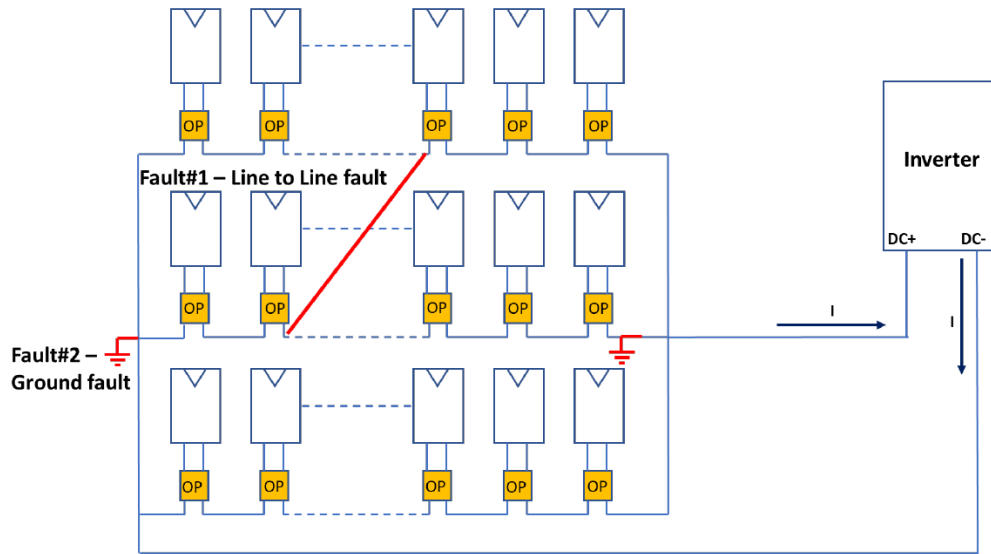 OP OP OP OP OP
Fault#1 – Line to Line fault
Inverter
DC+ DC-
OP OP OP OP OP
I
I
Fault#2 –
Ground fault
OP OP OP OP OP